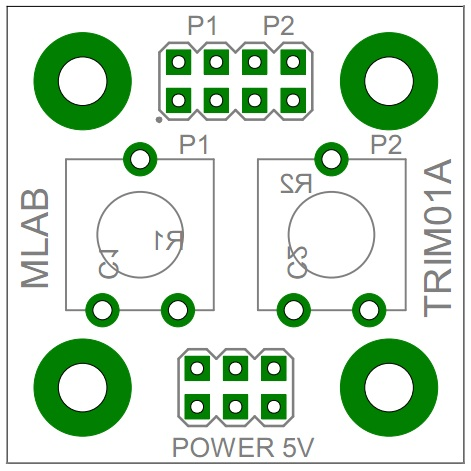 P1 P2
P1 P2
R2
R1
C1 C2
MLAB
TRIM01A
POWER 5V